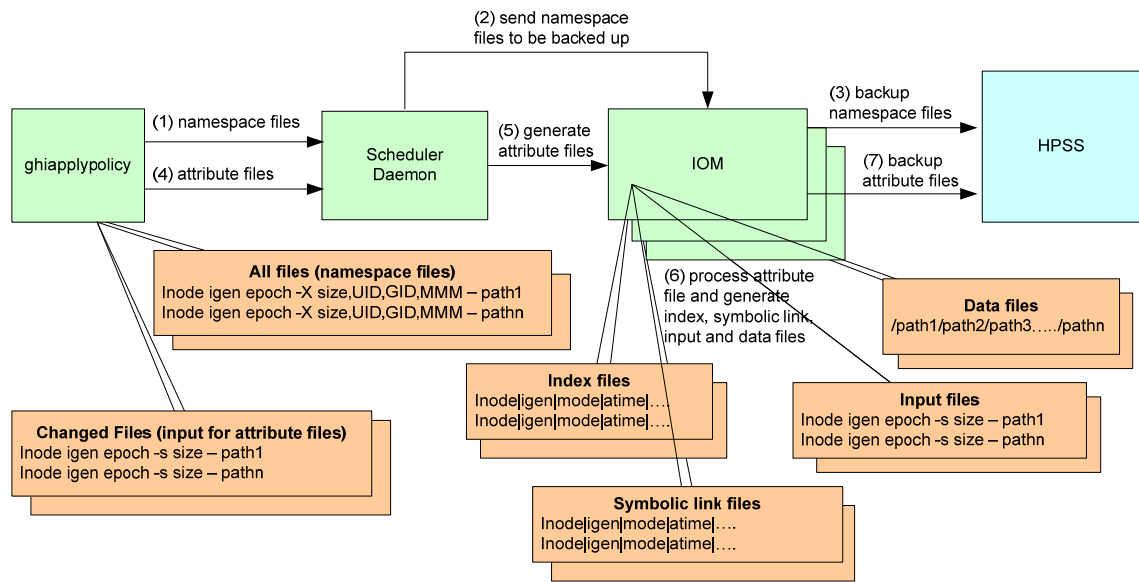 (2) send namespace
files to be backed up
(1) namespace files
(4) attribute files
ghiapplypolicy
Scheduler
Daemon
(5) generate
attribute files
IOM
(3) backup
namespace files
(7) backup
attribute files
HPSS
All files (namespace files)
Inode igen epoch -X size,UID,GID,MMM – path1
Inode igen epoch -X size,UID,GID,MMM – pathn
(6) process attribute
file and generate
index, symbolic link,
input and data files
Data files
/path1/path2/path3…../pathn
Index files
Inode|igen|mode|atime|….
Inode|igen|mode|atime|….
Input files
Inode igen epoch -s size – path1
Inode igen epoch -s size – pathn
Changed Files (input for attribute files)
Inode igen epoch -s size – path1
Inode igen epoch -s size – pathn
Symbolic link files
Inode|igen|mode|atime|….
Inode|igen|mode|atime|….